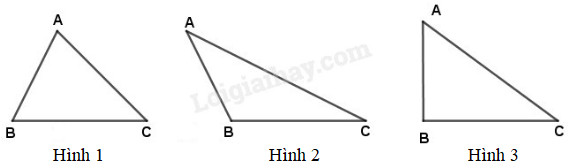 A A A
Loigiaihay.com
B C B C B C
Hình 1 Hình 2 Hình 3